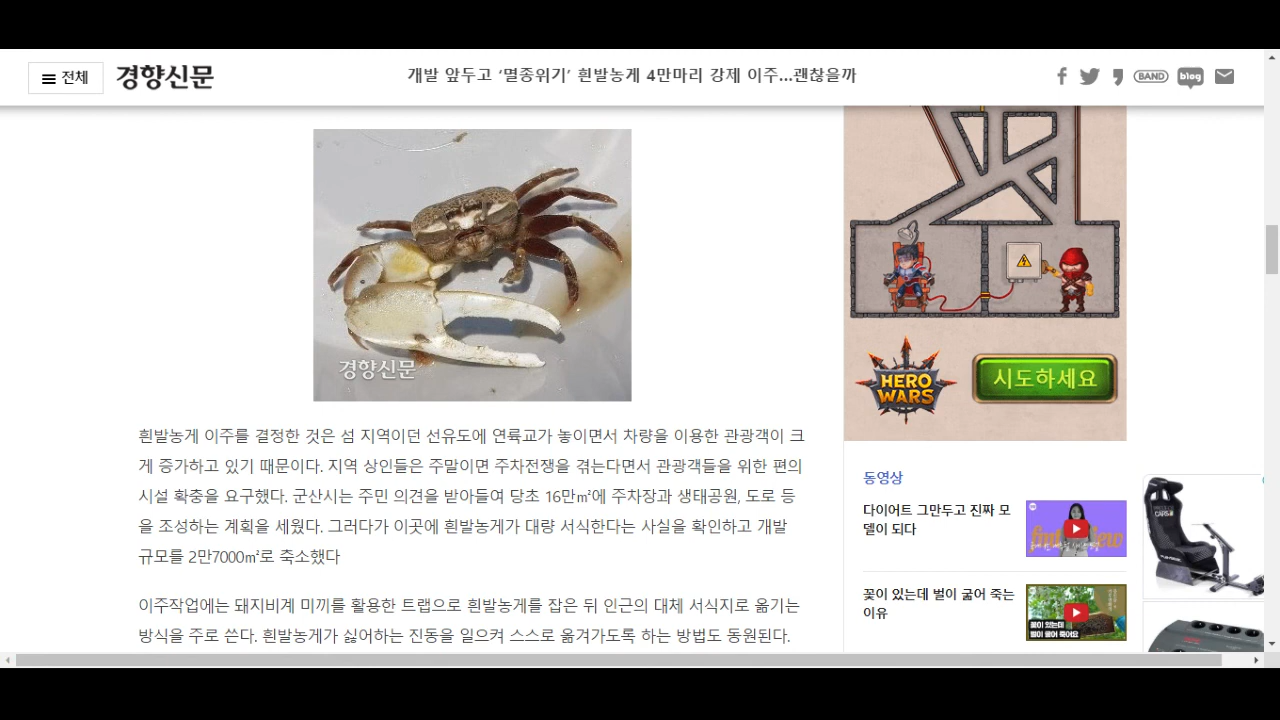 전체
경향신문
개발 앞두고 ‘멸종위기’ 흰발농게 4만마리 강제 이주...괜찮을까
BAND
blog
경향신문
흰발농게 이주를 결정한 것은 섬 지역이던 선유도에 연륙교가 놓이면서 차량을 이용한 관광객이 크
게 증가하고 있기 때문이다. 지역 상인들은 주말이면 주차전쟁을 겪는다면서 관광객들을 위한 편의
시설 확충을 요구했다. 군산시는 주민 의견을 받아들여 당초 16만㎡에 주차장과 생태공원, 도로 등
을 조성하는 계획을 세웠다. 그러다가 이곳에 흰발농게가 대량 서식한다는 사실을 확인하고 개발
규모를 2만7000㎡로 축소했다
이주작업에는 돼지비계 미끼를 활용한 트랩으로 흰발농게를 잡은 뒤 인근의 대체 서식지로 옮기는
방식을 주로 쓴다. 흰발농게가 싫어하는 진동을 일으켜 스스로 옮겨가도록 하는 방법도 동원된다.
HERO
WARS
시도하세요
동영상
다이어트 그만두고 진짜 모
델이 되다
꽃이 있는데 벌이 굶어 죽는
이유
꽃이 있는데
벌이 굶어 죽어요